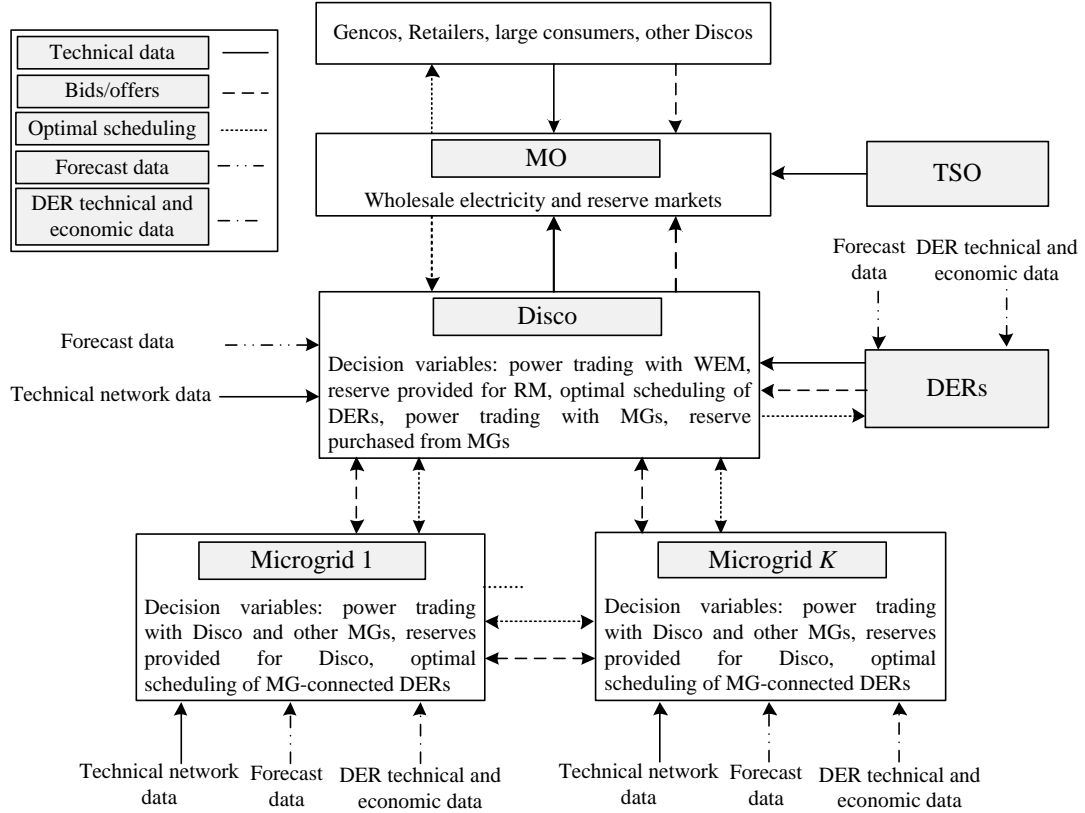 Gencos, Retailers, large consumers, other Discos
Technical data
Bids/offers
Optimal scheduling
Forecast data
DER technical and
economic data
MO
Wholesale electricity and reserve markets
TSO
Forecast
data
DER technical and
economic data
Disco
Decision variables: power trading with WEM,
reserve provided for RM, optimal scheduling of
DERs, power trading with MGs, reserve
purchased from MGs
Forecast data
Technical network data
DERs
Microgrid 1
Decision variables: power trading
with Disco and other MGs, reserves
provided for Disco, optimal
scheduling of MG-connected DERs
Microgrid K
Decision variables: power trading
with Disco and other MGs, reserves
provided for Disco, optimal
scheduling of MG-connected DERs
Technical network
data
Forecast
data
DER technical and
economic data
Technical network
data
Forecast
data
DER technical and
economic data